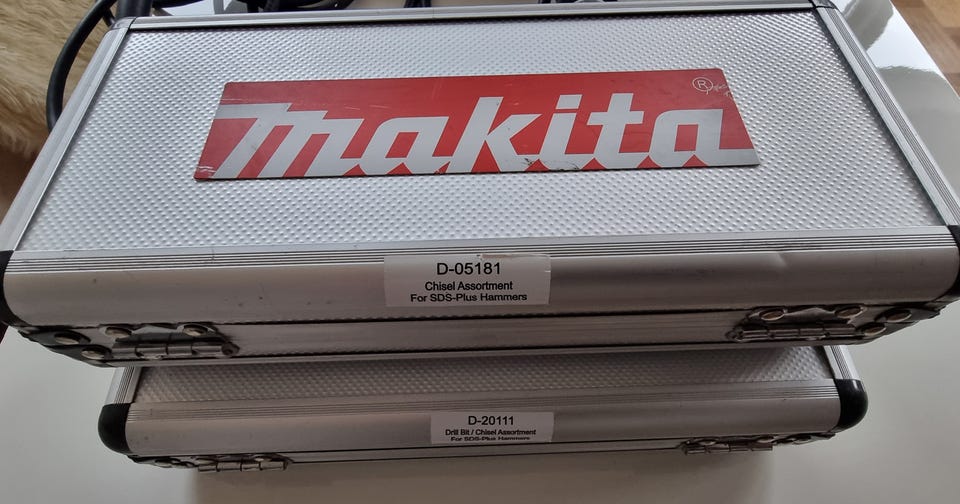 makita ®
D-05181
Chisel Assortment
For SDS-Plus Hammers
D-20111
Drill Bit / Chisel Assortment
For SDS-Plus Hammers